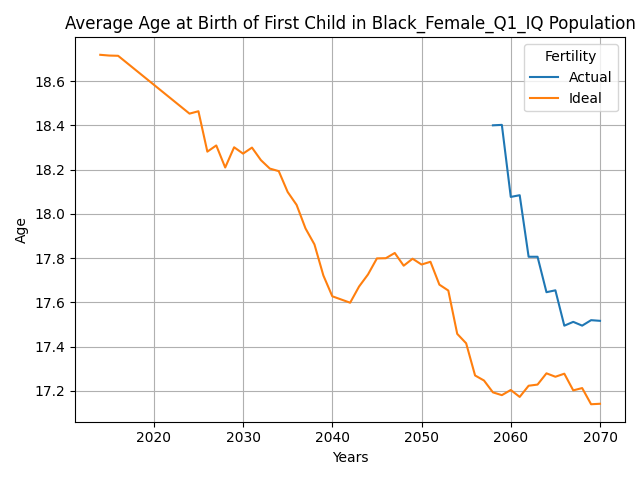 Average Age at Birth of First Child in Black_Female_Q1_IQ Population
Fertility
Actual
Ideal
18.6
18.4
18.2
18.0
17.8
17.6
17.4
17.2
Age
2020 2030 2040 2050 2060 2070
Years